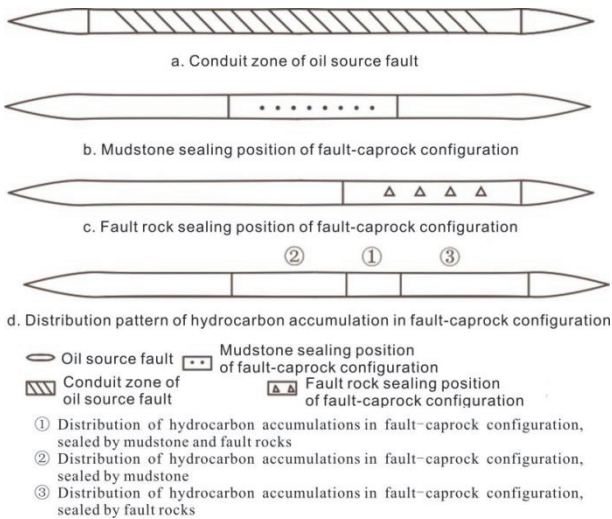 a. Conduit zone of oil source fault
b. Mudstone sealing position of fault-caprock configuration
c. Fault rock sealing position of fault-caprock configuration
② ① ③
d. Distribution pattern of hydrocarbon accumulation in fault-caprock configuration
Oil source fault Mudstone sealing position
of fault-caprock configuration
Conduit zone of
oil source fault
Fault rock sealing position
of fault-caprock configuration
① Distribution of hydrocarbon accumulations in fault-caprock configuration,
sealed by mudstone and fault rocks
② Distribution of hydrocarbon accumulations in fault-caprock configuration,
sealed by mudstone
③ Distribution of hydrocarbon accumulations in fault-caprock configuration,
sealed by fault rocks